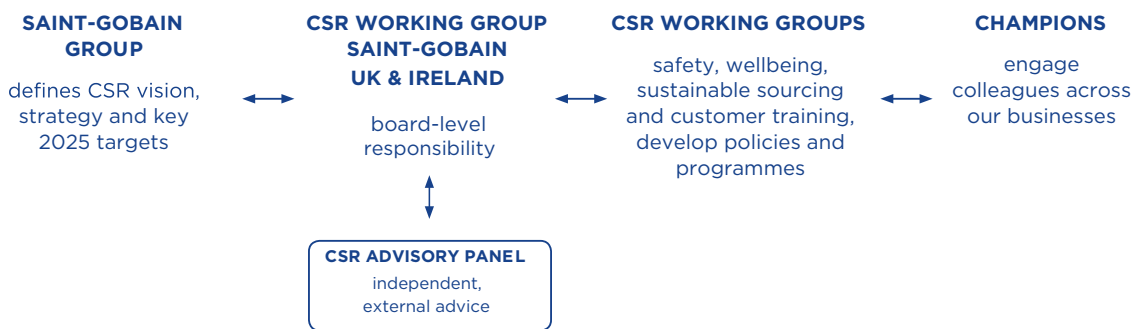 SAINT-GOBAIN
GROUP
defines CSR vision,
strategy and key
2025 targets
CSR WORKING GROUP
SAINT-GOBAIN
UK & IRELAND
board-level
responsibility
CSR WORKING GROUPS
safety, wellbeing,
sustainable sourcing
and customer training,
develop policies and
programmes
CHAMPIONS
engage
colleagues across
our businesses
CSR ADVISORY PANEL
independent,
external advice